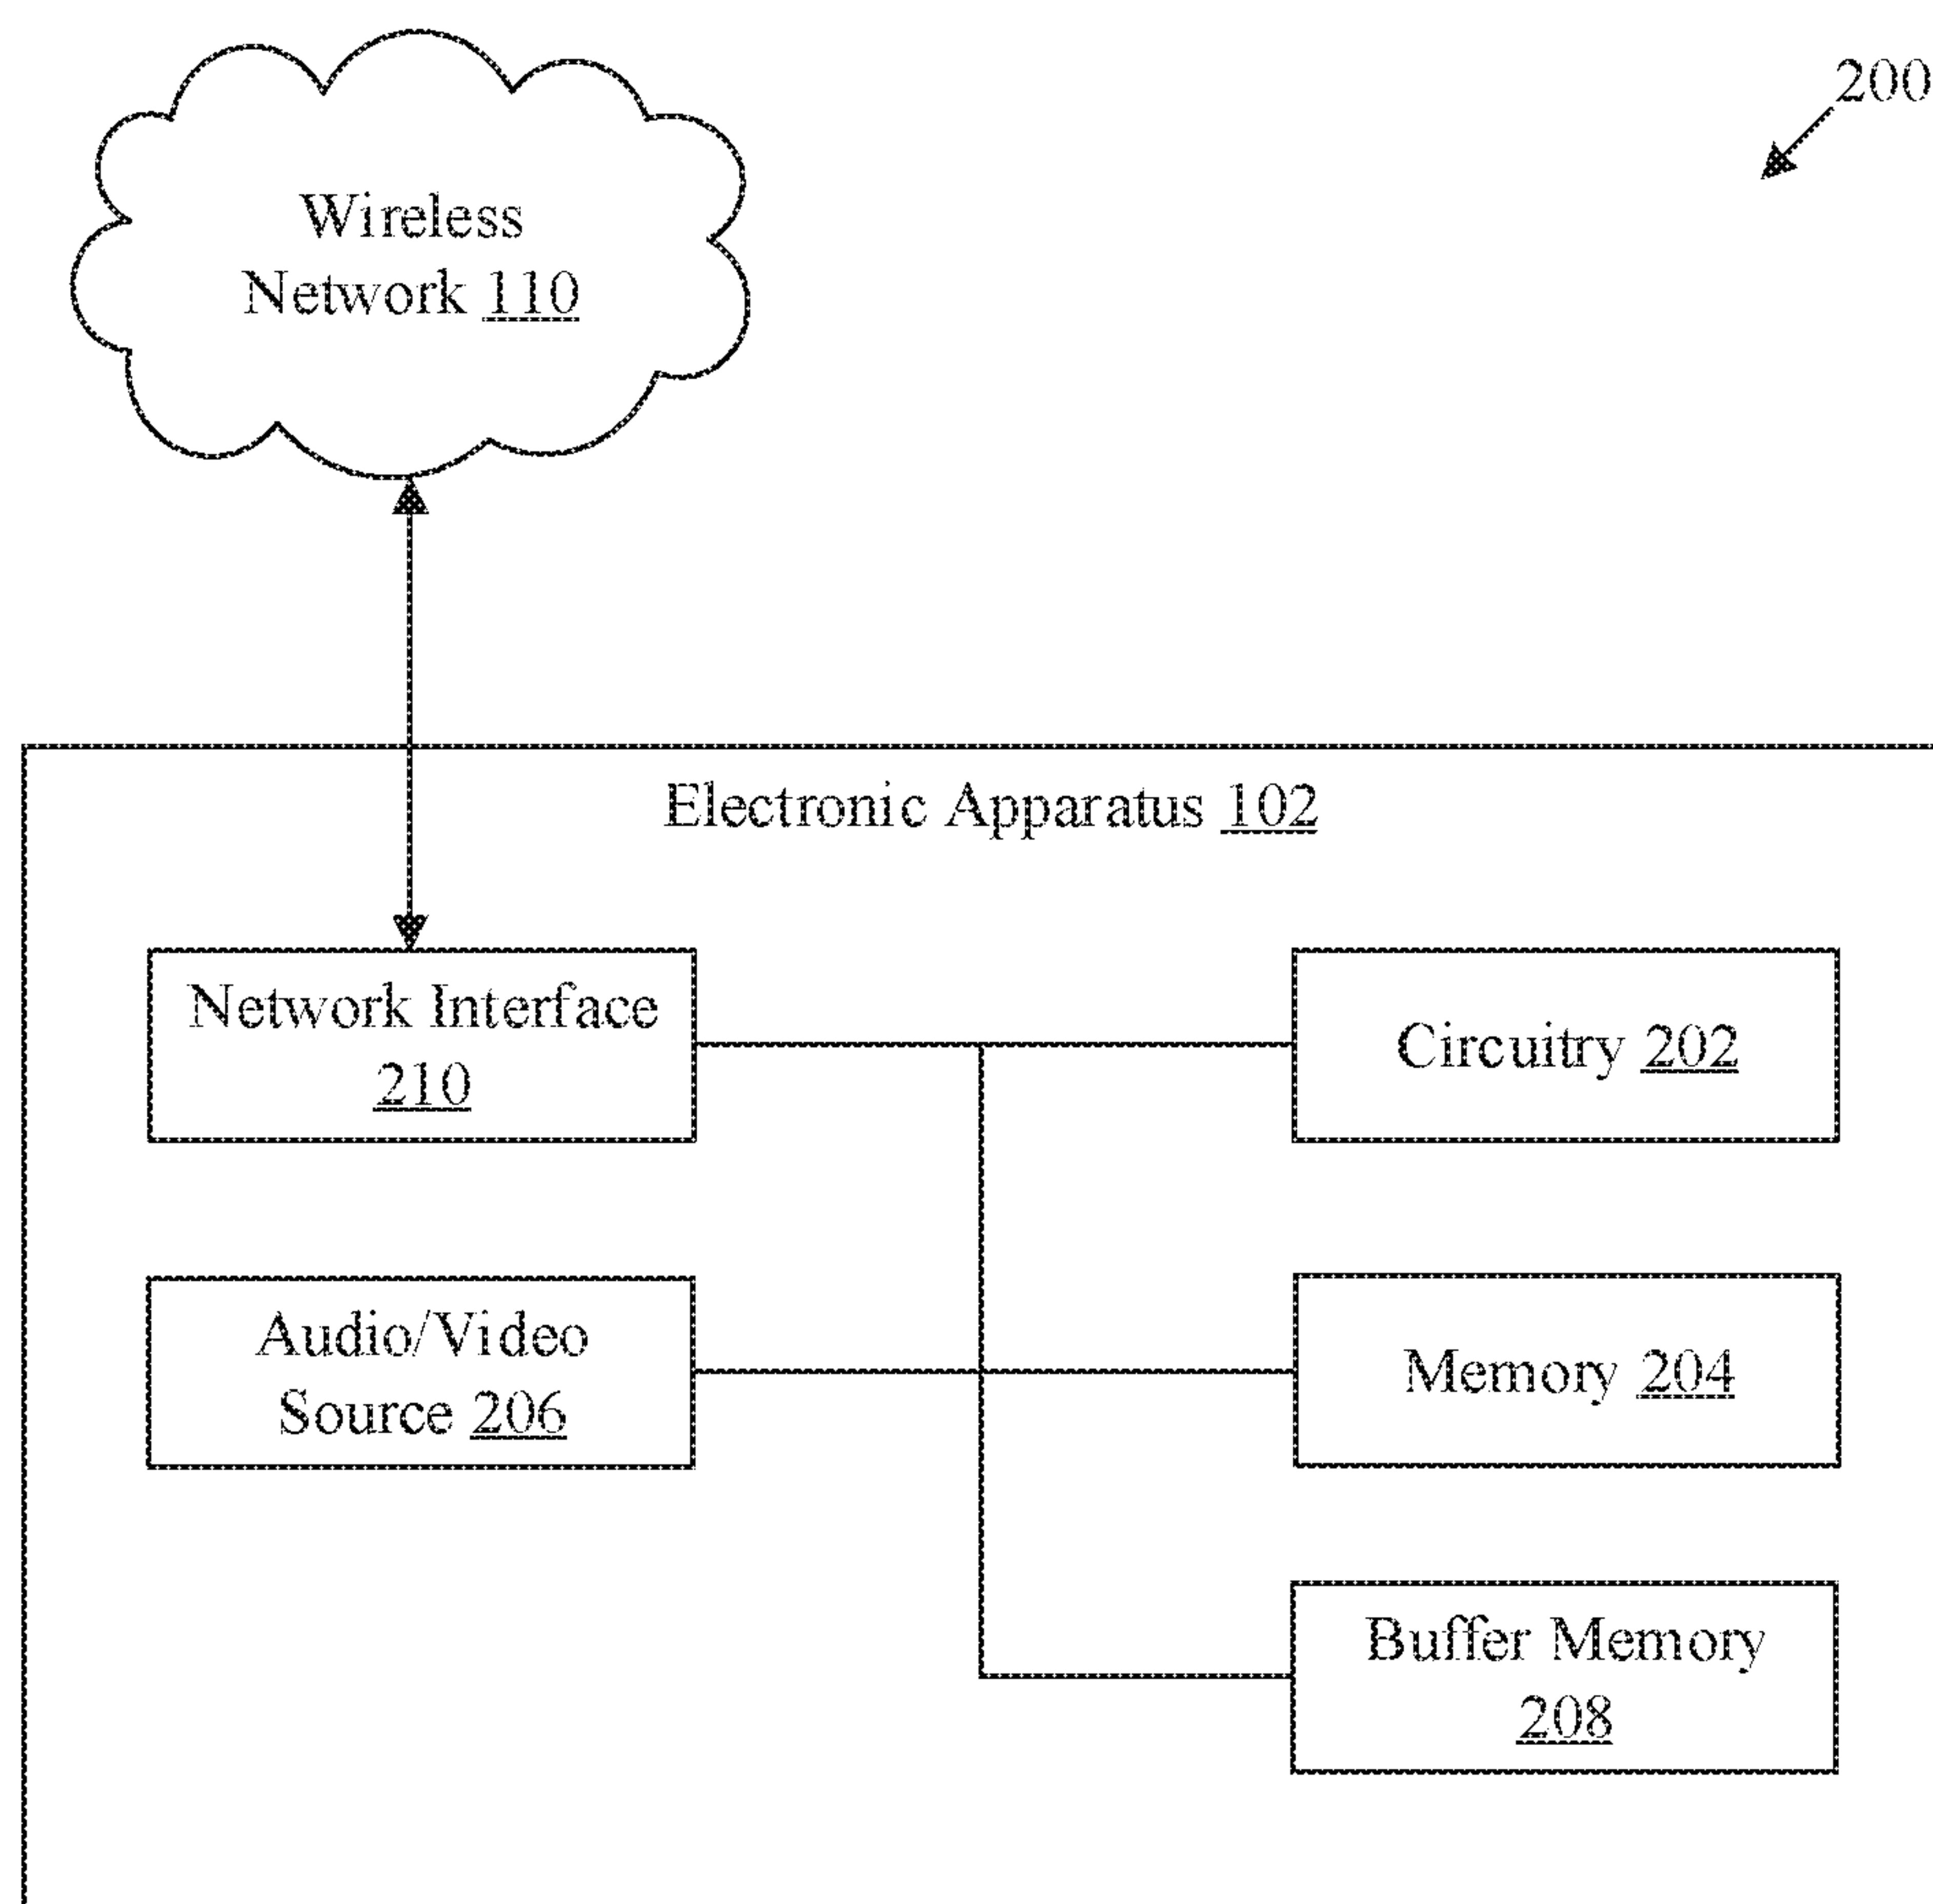 200
Wireless
Network 110
Electronic Apparatus 102
Network Interface
210
Circuitry 202
Audio/Video
Source 206
Memory 204
Buffer Memory
208